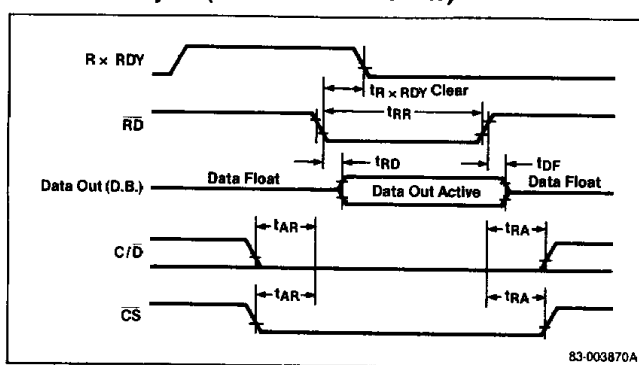 R × RDY
tR × RDY Clear
tRR
RD
tRD
tDF
Data Out (D.B.)
Data Float
Data Out Active
Data Float
tAR
tRA
C/D
tAR
tRA
CS
83-003870A